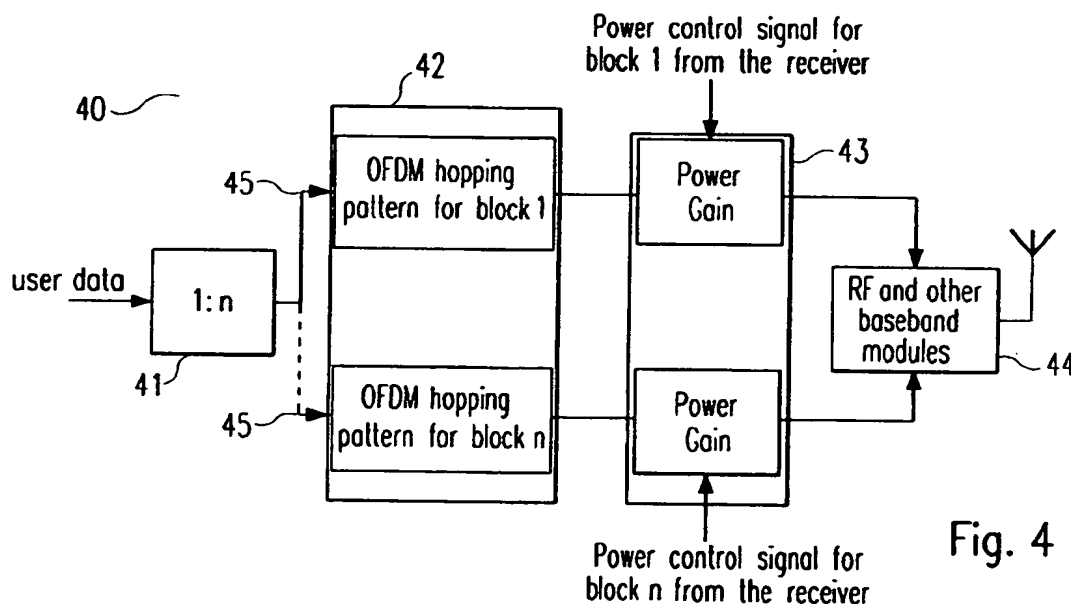 Power control signal for
block 1 from the receiver
42
40
43
45
OFDM hopping
pattern for block 1
Power
Gain
user data
1:n
RF and other
baseband
modules
41
44
45
OFDM hopping
pattern for block n
Power
Gain
Power control signal for
block n from the receiver
Fig. 4